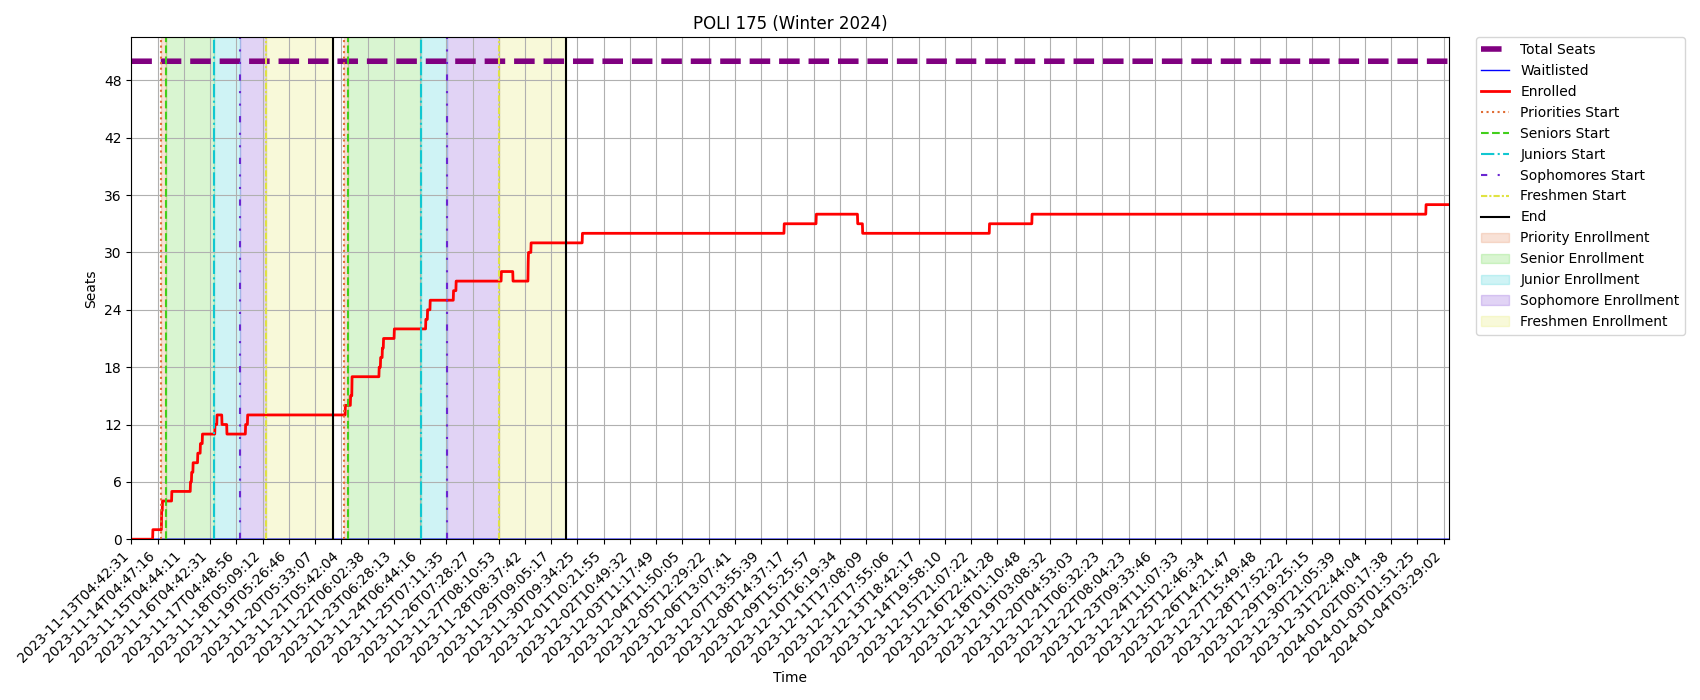 POLI 175 (Winter 2024)
Seats
48
42
36
30
24
18
12
6
0
2023-11-13T04:42:31
2023-11-14T04:47:16
2023-11-15T04:44:11
2023-11-16T04:42:31
2023-11-17T04:48:56
2023-11-18T05:09:12
2023-11-19T05:26:46
2023-11-20T05:33:07
2023-11-21T05:42:04
2023-11-22T06:02:38
2023-11-23T06:28:13
2023-11-24T06:44:16
2023-11-25T07:11:35
2023-11-26T07:28:27
2023-11-27T08:10:53
2023-11-28T08:37:42
2023-11-29T09:05:17
2023-11-30T09:34:25
2023-12-01T10:21:55
2023-12-02T10:49:32
2023-12-03T11:17:49
2023-12-04T11:50:05
2023-12-05T12:29:22
2023-12-06T13:07:41
2023-12-07T13:55:39
2023-12-08T14:37:17
2023-12-09T15:25:57
2023-12-10T16:19:34
2023-12-11T17:08:09
2023-12-12T17:55:06
2023-12-13T18:42:17
2023-12-14T19:58:10
2023-12-15T21:07:22
2023-12-16T22:41:28
2023-12-18T01:10:48
2023-12-19T03:08:32
2023-12-20T04:53:03
2023-12-21T06:32:23
2023-12-22T08:04:23
2023-12-23T09:33:46
2023-12-24T11:07:33
2023-12-25T12:46:34
2023-12-26T14:21:47
2023-12-27T15:49:48
2023-12-28T17:52:22
2023-12-29T19:25:15
2023-12-30T21:05:39
2023-12-31T22:44:04
2024-01-02T00:17:38
2024-01-03T01:51:25
2024-01-04T03:29:02
Time
Total Seats
Waitlisted
Enrolled
Priorities Start
Seniors Start
Juniors Start
Sophomores Start
Freshmen Start
End
Priority Enrollment
Senior Enrollment
Junior Enrollment
Sophomore Enrollment
Freshmen Enrollment